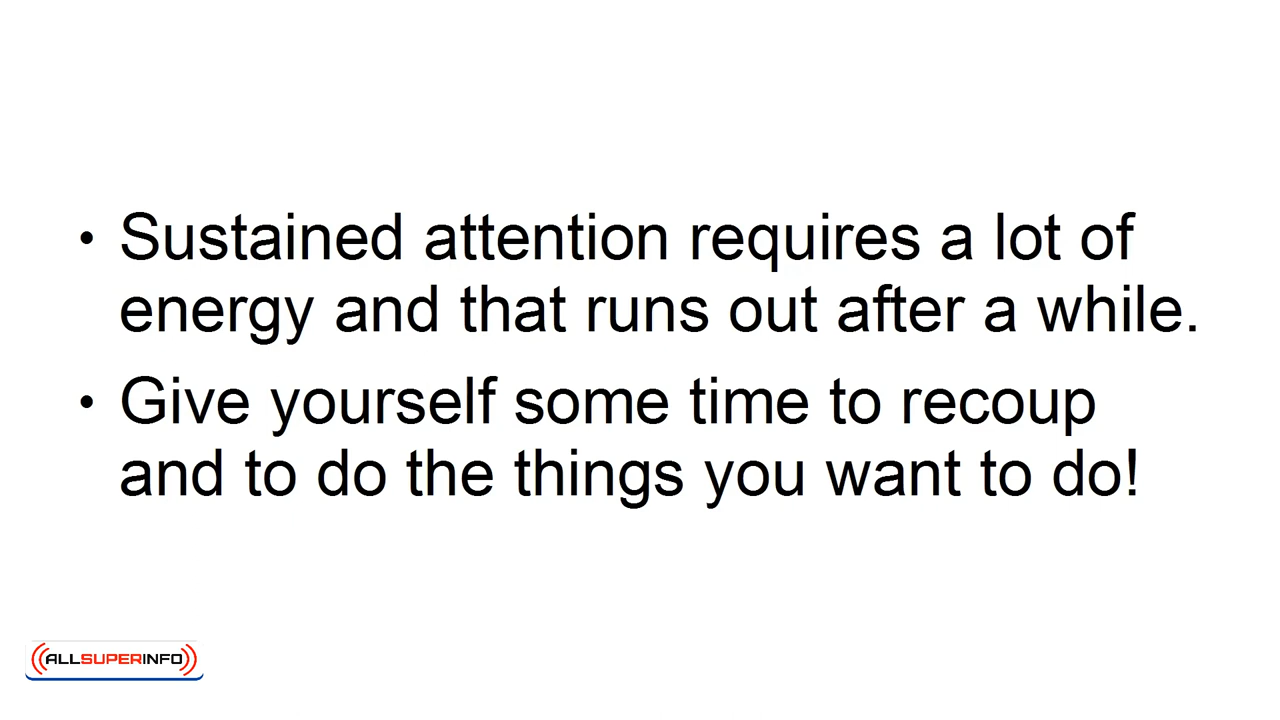 • Sustained attention requires a lot of
energy and that runs out after a while.
• Give yourself some time to recoup
and to do the things you want to do!
ALLSUPERINFO